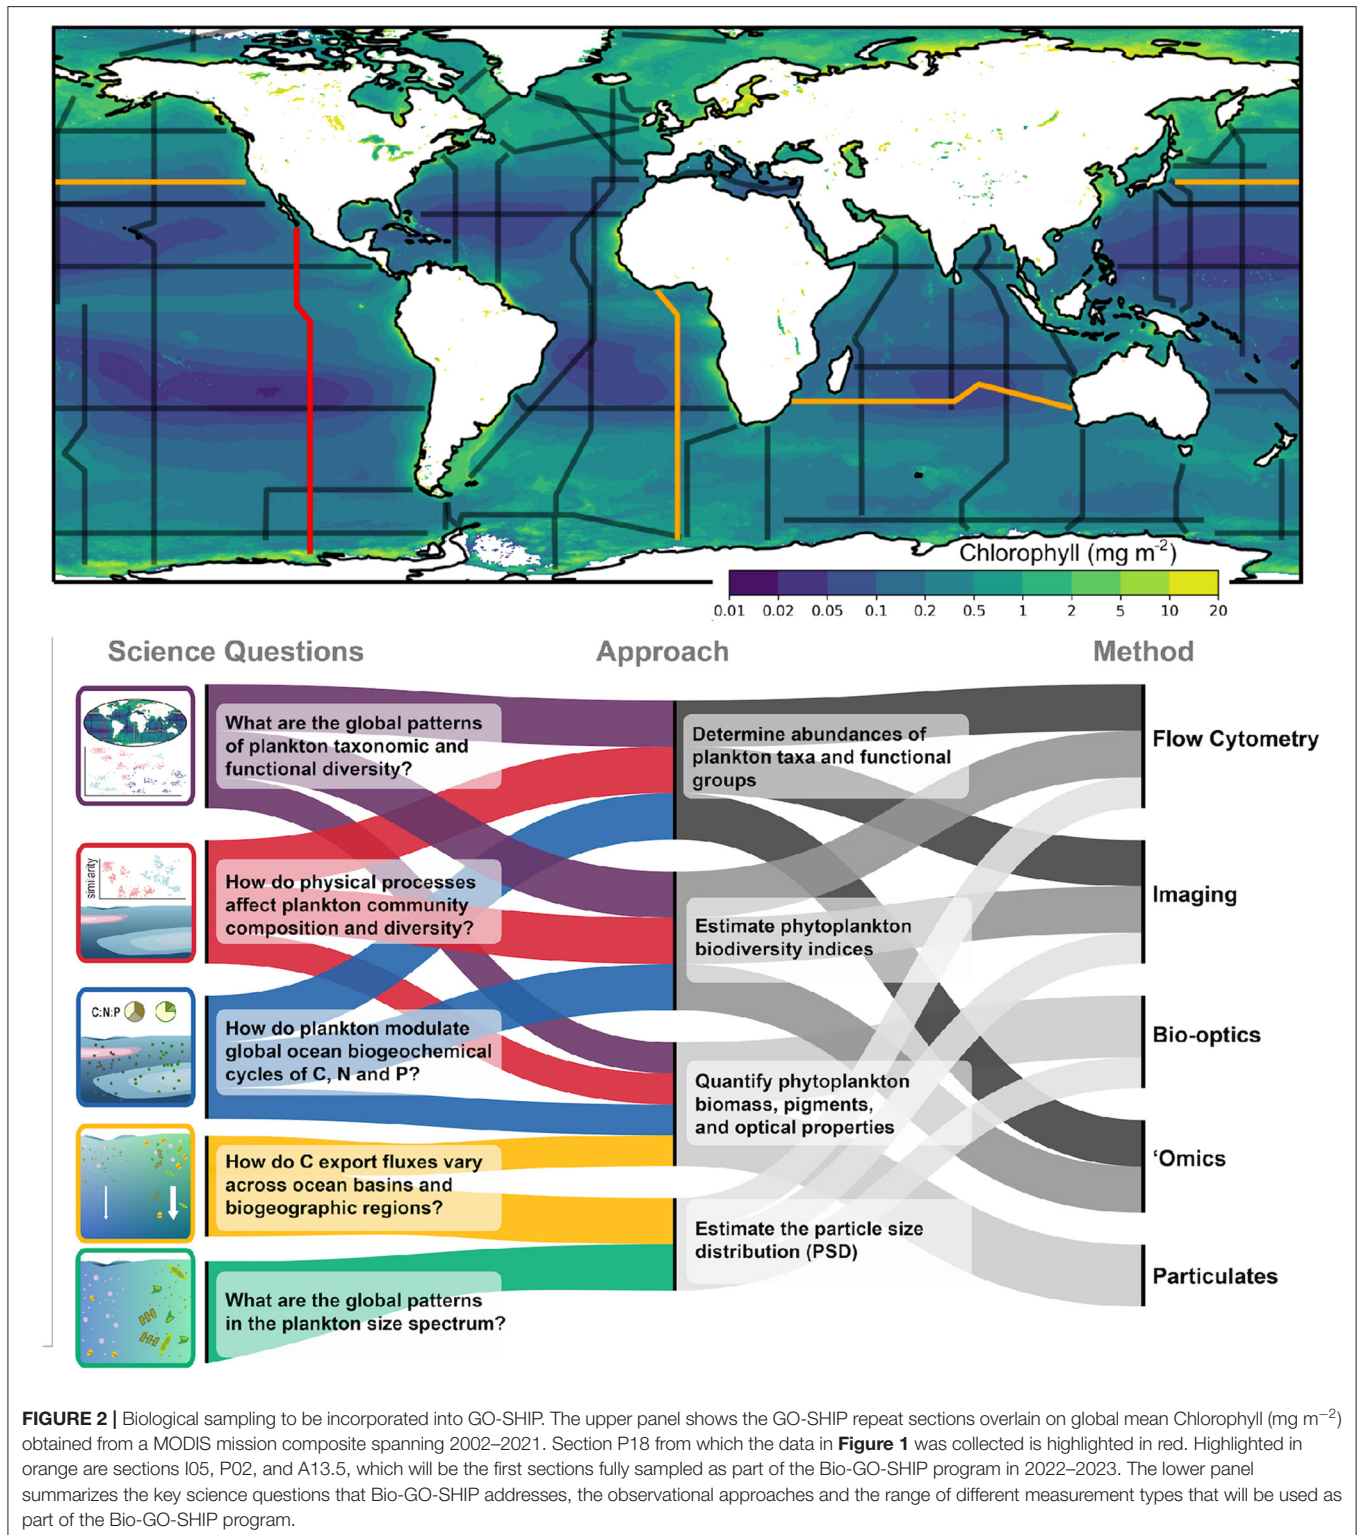 Chlorophyll (mg m⁻²)
0.01 0.02 0.05 0.1 0.2 0.5 1 2 5 10 20
Science Questions
Approach
Method
What are the global patterns
of plankton taxonomic and
functional diversity?
similarity
How do physical processes
affect plankton community
composition and diversity?
C:N:P
How do plankton modulate
global ocean biogeochemical
cycles of C, N and P?
How do C export fluxes vary
across ocean basins and
biogeographic regions?
What are the global patterns
in the plankton size spectrum?
Determine abundances of
plankton taxa and functional
groups
Estimate phytoplankton
biodiversity indices
Quantify phytoplankton
biomass, pigments,
and optical properties
Estimate the particle size
distribution (PSD)
Flow Cytometry
Imaging
Bio-optics
‘Omics
Particulates
FIGURE 2 | Biological sampling to be incorporated into GO-SHIP. The upper panel shows the GO-SHIP repeat sections overlain on global mean Chlorophyll (mg m⁻²)
obtained from a MODIS mission composite spanning 2002–2021. Section P18 from which the data in Figure 1 was collected is highlighted in red. Highlighted in
orange are sections I05, P02, and A13.5, which will be the first sections fully sampled as part of the Bio-GO-SHIP program in 2022–2023. The lower panel
summarizes the key science questions that Bio-GO-SHIP addresses, the observational approaches and the range of different measurement types that will be used as
part of the Bio-GO-SHIP program.